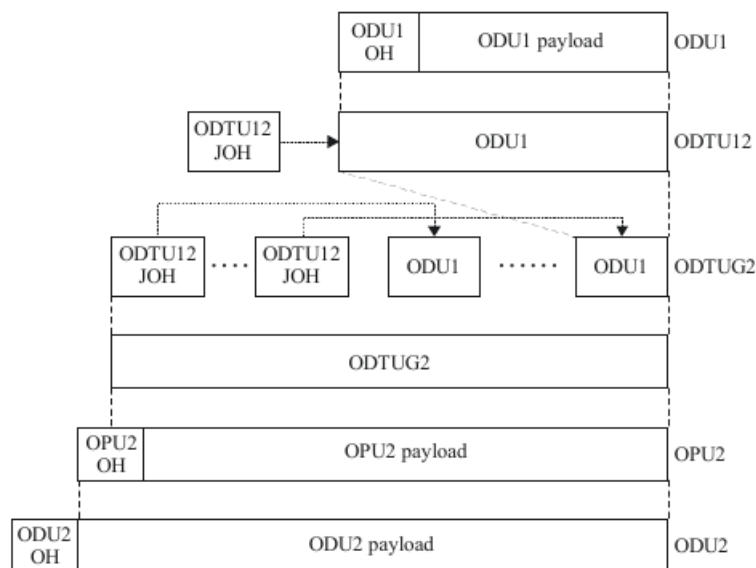 ODU1
OH
ODU1 payload
ODU1
ODTU12
JOH
ODU1
ODTU12
ODTU12
JOH
ODTU12
JOH
ODU1
ODU1
ODTUG2
ODTUG2
OPU2
OH
OPU2 payload
OPU2
ODU2
OH
ODU2 payload
ODU2